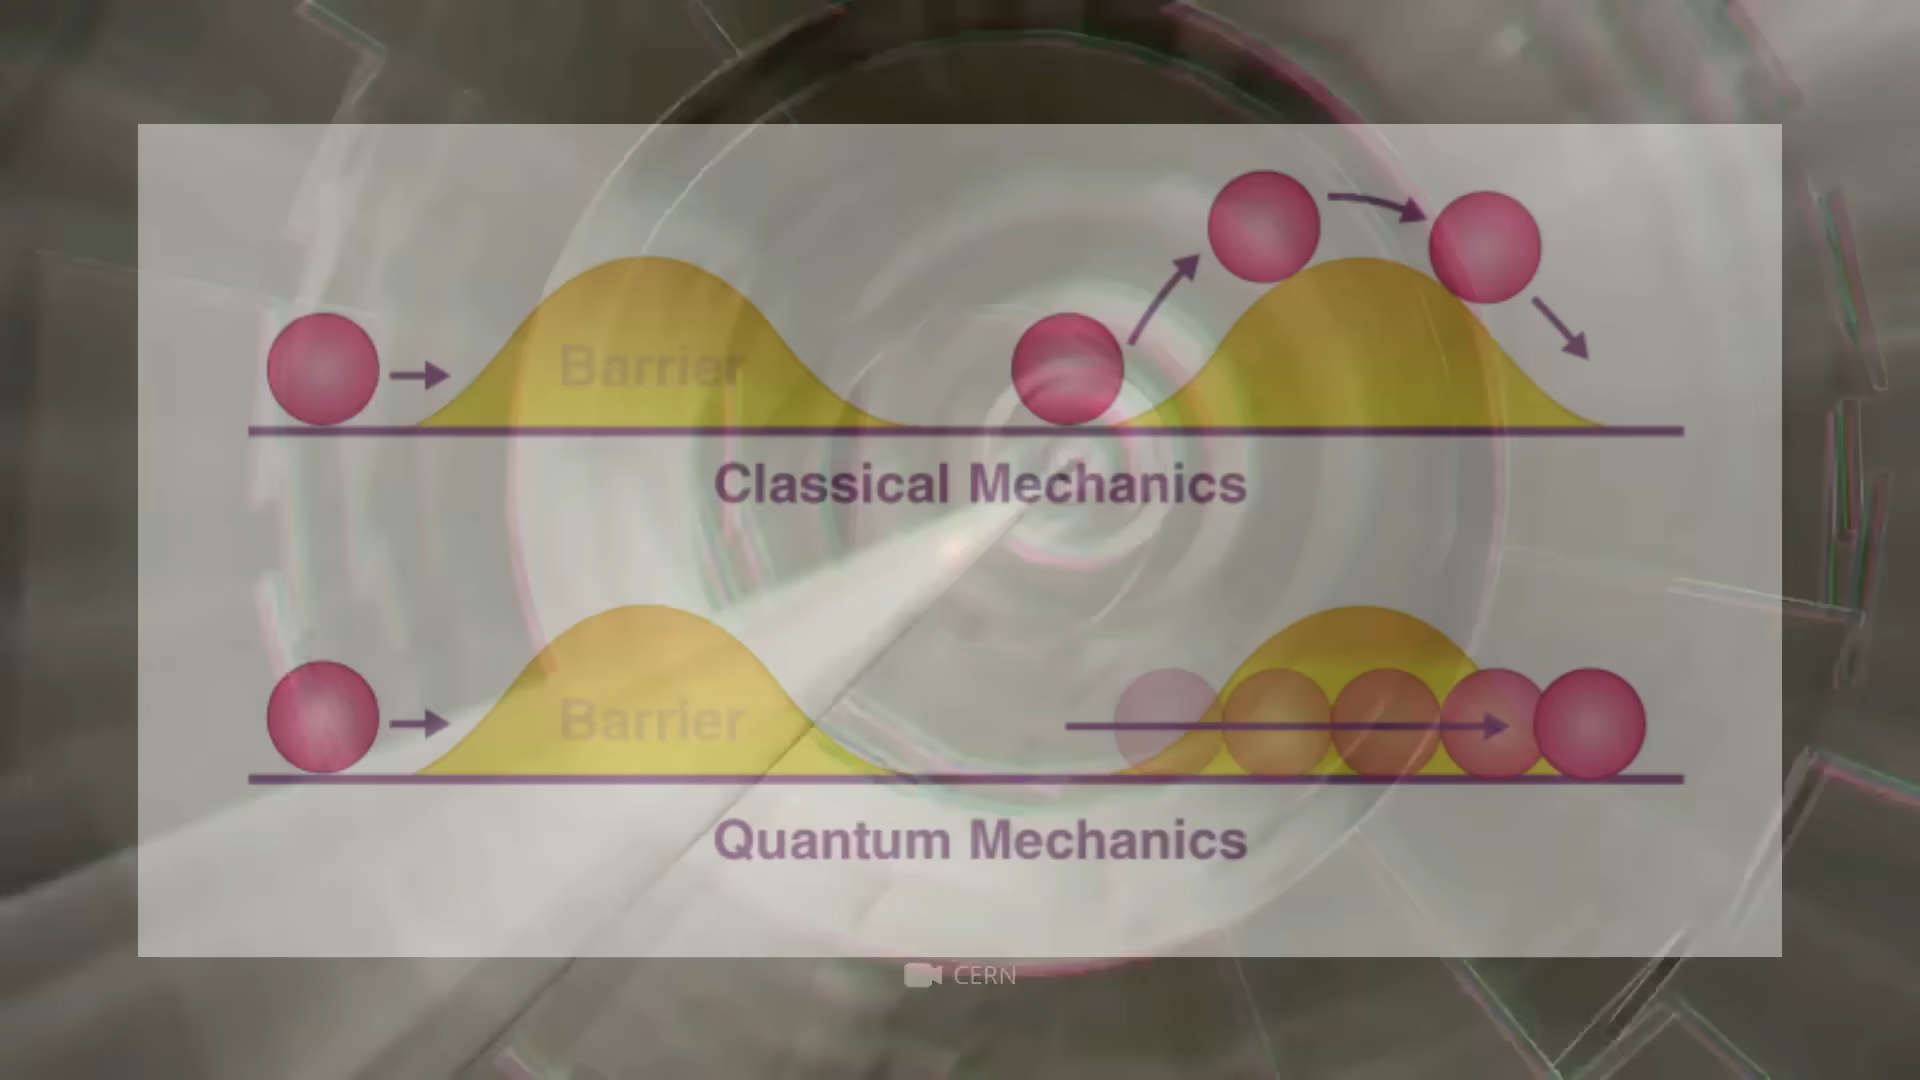 Barrier
Classical Mechanics
Barrier
Quantum Mechanics
CERN